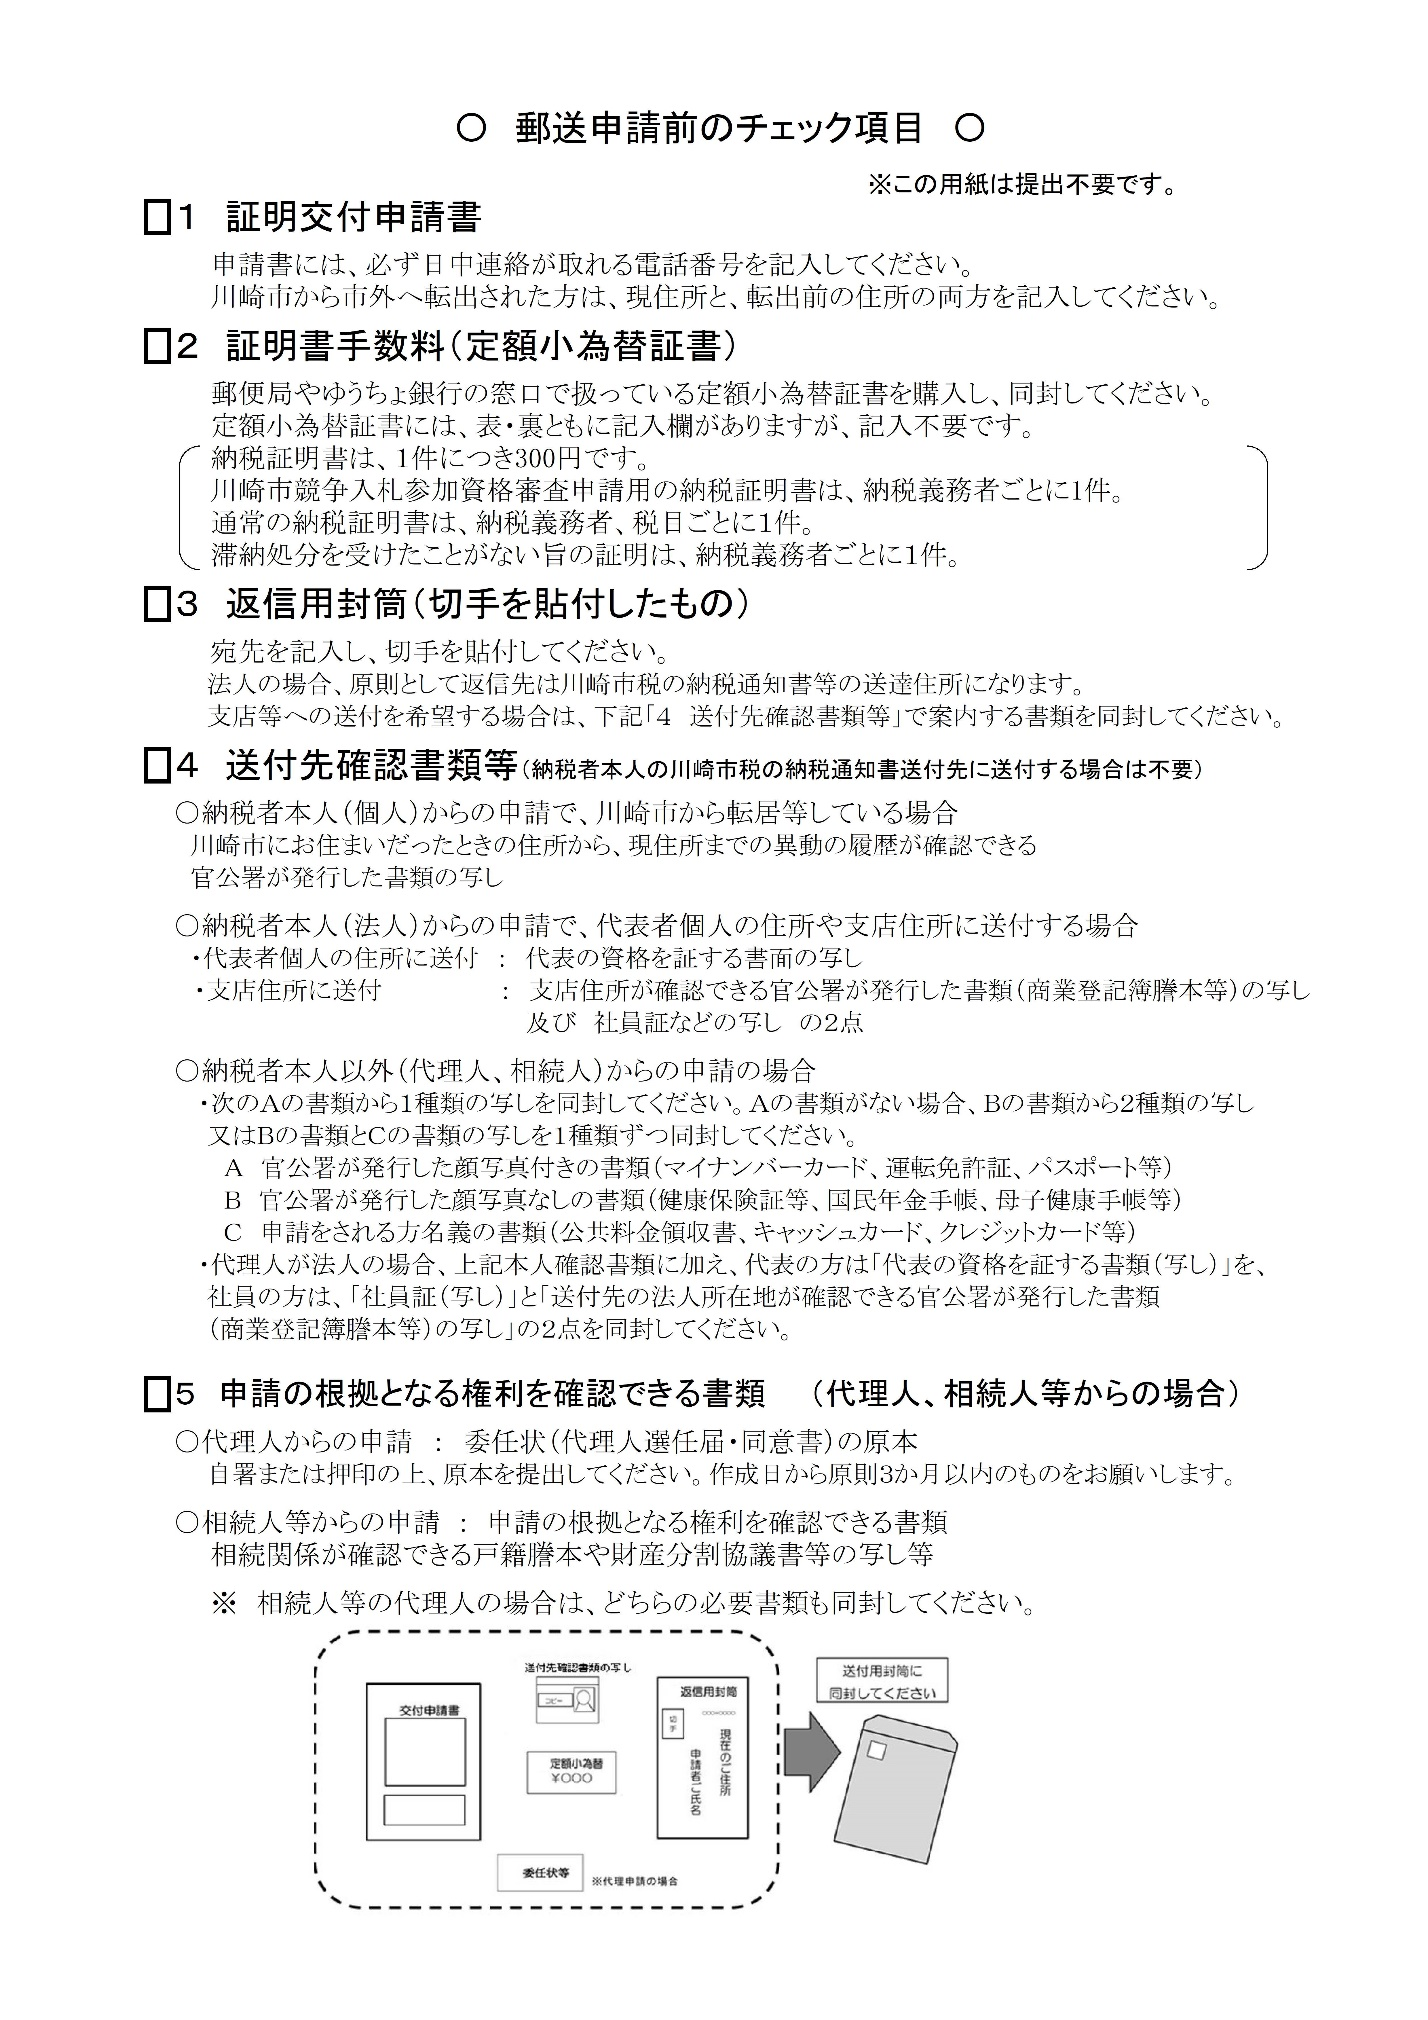 ○　郵送申請前のチェック項目　○
※この用紙は提出不要です。
□1　証明交付申請書
申請書には、必ず日中連絡が取れる電話番号を記入してください。
川崎市から市外へ転出された方は、現住所と、転出前の住所の両方を記入してください。
□2　証明書手数料（定額小為替証書）
郵便局やゆうちょ銀行の窓口で扱っている定額小為替証書を購入し、同封してください。
定額小為替証書には、表・裏ともに記入欄がありますが、記入不要です。
納税証明書は、1件につき300円です。
川崎市競争入札参加資格審査申請用の納税証明書は、納税義務者ごとに1件。
通常の納税証明書は、納税義務者、税目ごとに1件。
滞納処分を受けたことがない旨の証明は、納税義務者ごとに1件。
□3　返信用封筒（切手を貼付したもの）
宛先を記入し、切手を貼付してください。
法人の場合、原則として返信先は川崎市税の納税通知書等の送達住所になります。
支店等への送付を希望する場合は、下記「4　送付先確認書類等」で案内する書類を同封してください。
□4　送付先確認書類等（納税者本人の川崎市税の納税通知書送付先に送付する場合は不要）
○納税者本人（個人）からの申請で、川崎市から転居等している場合
川崎市にお住まいだったときの住所から、現住所までの異動の履歴が確認できる
官公署が発行した書類の写し
○納税者本人（法人）からの申請で、代表者個人の住所や支店住所に送付する場合
・代表者個人の住所に送付　：　代表の資格を証する書面の写し
・支店住所に送付　：　支店住所が確認できる官公署が発行した書類（商業登記簿謄本等）の写し
及び　社員証などの写し　の2点
○納税者本人以外（代理人、相続人）からの申請の場合
・次のAの書類から1種類の写しを同封してください。Aの書類がない場合、Bの書類から2種類の写し
又はBの書類とCの書類の写しを1種類ずつ同封してください。
A　官公署が発行した顔写真付きの書類（マイナンバーカード、運転免許証、パスポート等）
B　官公署が発行した顔写真なしの書類（健康保険証等、国民年金手帳、母子健康手帳等）
C　申請をされる方名義の書類（公共料金領収書、キャッシュカード、クレジットカード等）
・代理人が法人の場合、上記本人確認書類に加え、代表の方は「代表の資格を証する書類（写し）」を、
社員の方は、「社員証（写し）」と「送付先の法人所在地が確認できる官公署が発行した書類
（商業登記簿謄本等）の写し」の2点を同封してください。
□5　申請の根拠となる権利を確認できる書類　（代理人、相続人等からの場合）
○代理人からの申請　：　委任状（代理人選任届・同意書）の原本
自署または押印の上、原本を提出してください。作成日から原則3か月以内のものをお願いします。
○相続人等からの申請　：　申請の根拠となる権利を確認できる書類
相続関係が確認できる戸籍謄本や財産分割協議書等の写し等
※　相続人等の代理人の場合は、どちらの必要書類も同封してください。
交付申請書
送付先確認書類の写し
コピー
定額小為替
￥○○○
委任状等
※代理申請の場合
返信用封筒
切手
○○○-○○○○
現在のご住所
申請者ご氏名
送付用封筒に
同封してください